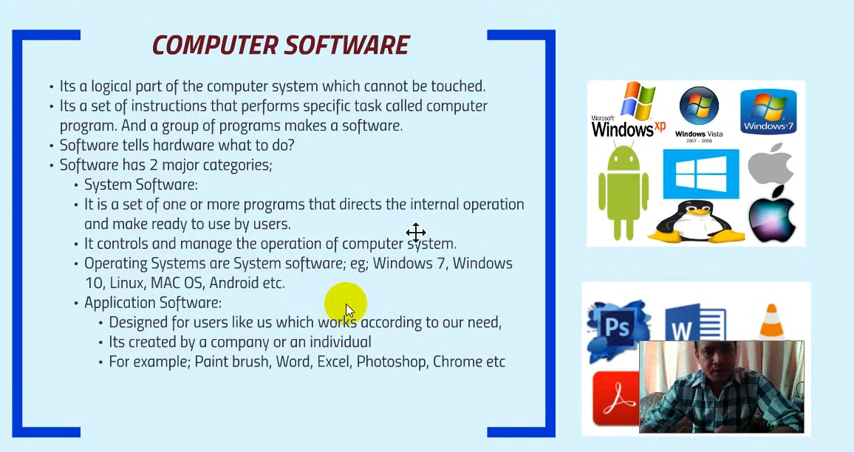 COMPUTER SOFTWARE
• Its a logical part of the computer system which cannot be touched.
• Its a set of instructions that performs specific task called computer
program. And a group of programs makes a software.
• Software tells hardware what to do?
• Software has 2 major categories;
• System Software:
• It is a set of one or more programs that directs the internal operation
and make ready to use by users.
• It controls and manage the operation of computer system.
• Operating Systems are System software; eg; Windows 7, Windows
10, Linux, MAC OS, Android etc.
• Application Software:
• Designed for users like us which works according to our need,
• Its created by a company or an individual
• For example; Paint brush, Word, Excel, Photoshop, Chrome etc
Microsoft
Windows xp
Windows Vista
2007 - 2008
Windows 7
Ps
W